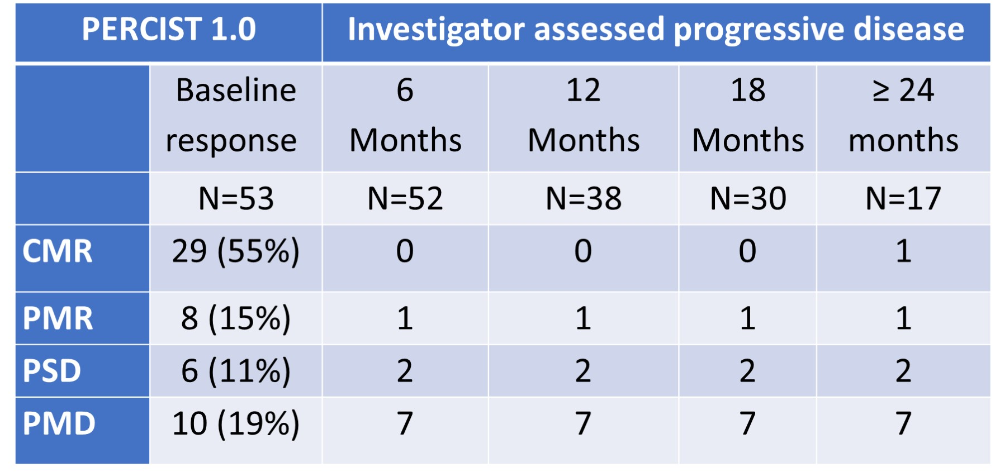 PERCIST 1.0 Investigator assessed progressive disease
Baseline response 6 Months 12 Months 18 Months ≥ 24 months
N=53 N=52 N=38 N=30 N=17
CMR 29 (55%) 0 0 0 1
PMR 8 (15%) 1 1 1 1
PSD 6 (11%) 2 2 2 2
PMD 10 (19%) 7 7 7 7